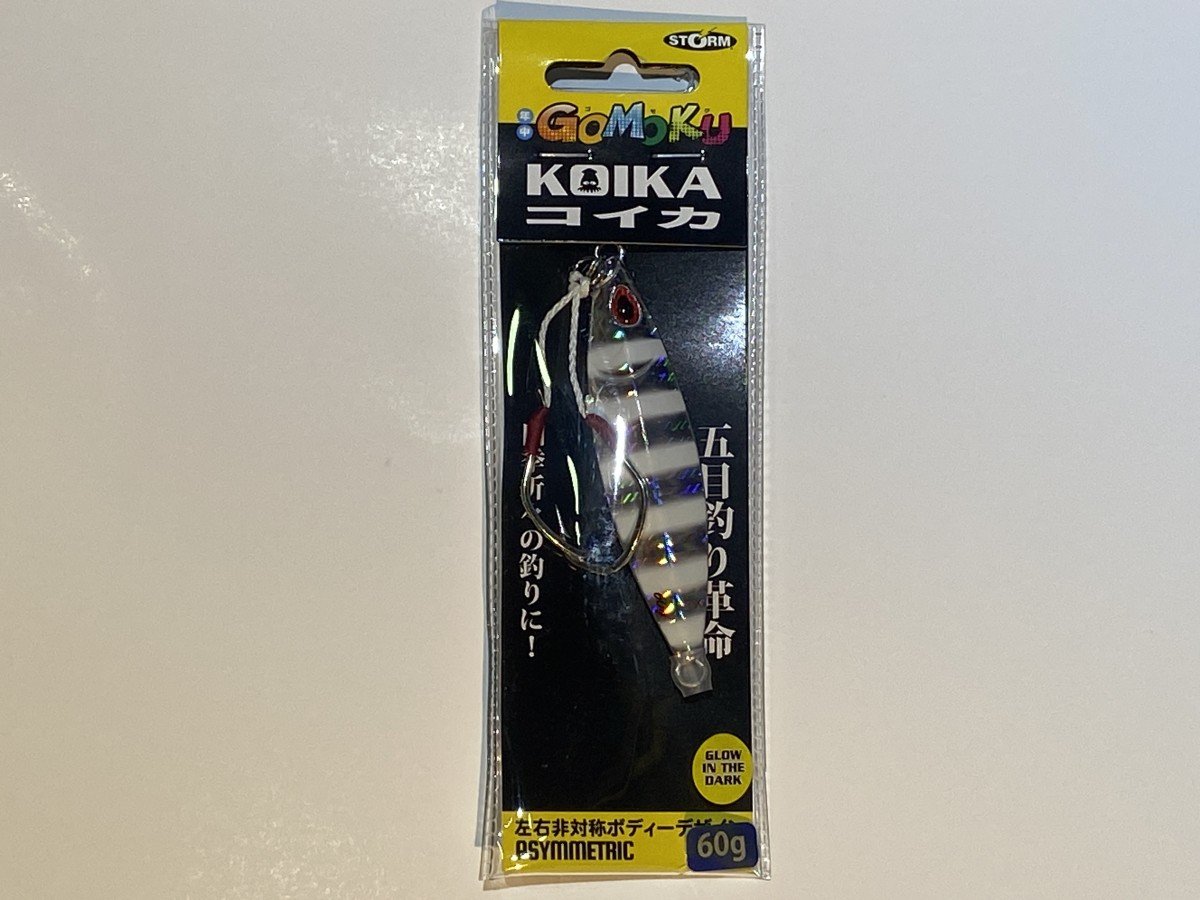 STORM
年中
ゴモク
GOMOKU
KOIKA
コイカ
五目釣り革命
の釣りに！
GLOW
IN THE
DARK
左右非対称ボディーデザイン
ASYMMETRIC
60g